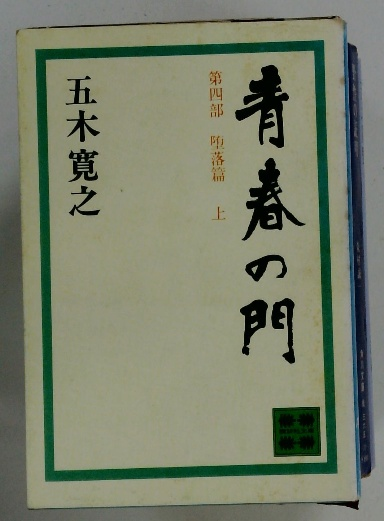 青春の門
第四部 堕落篇 上
五木寛之